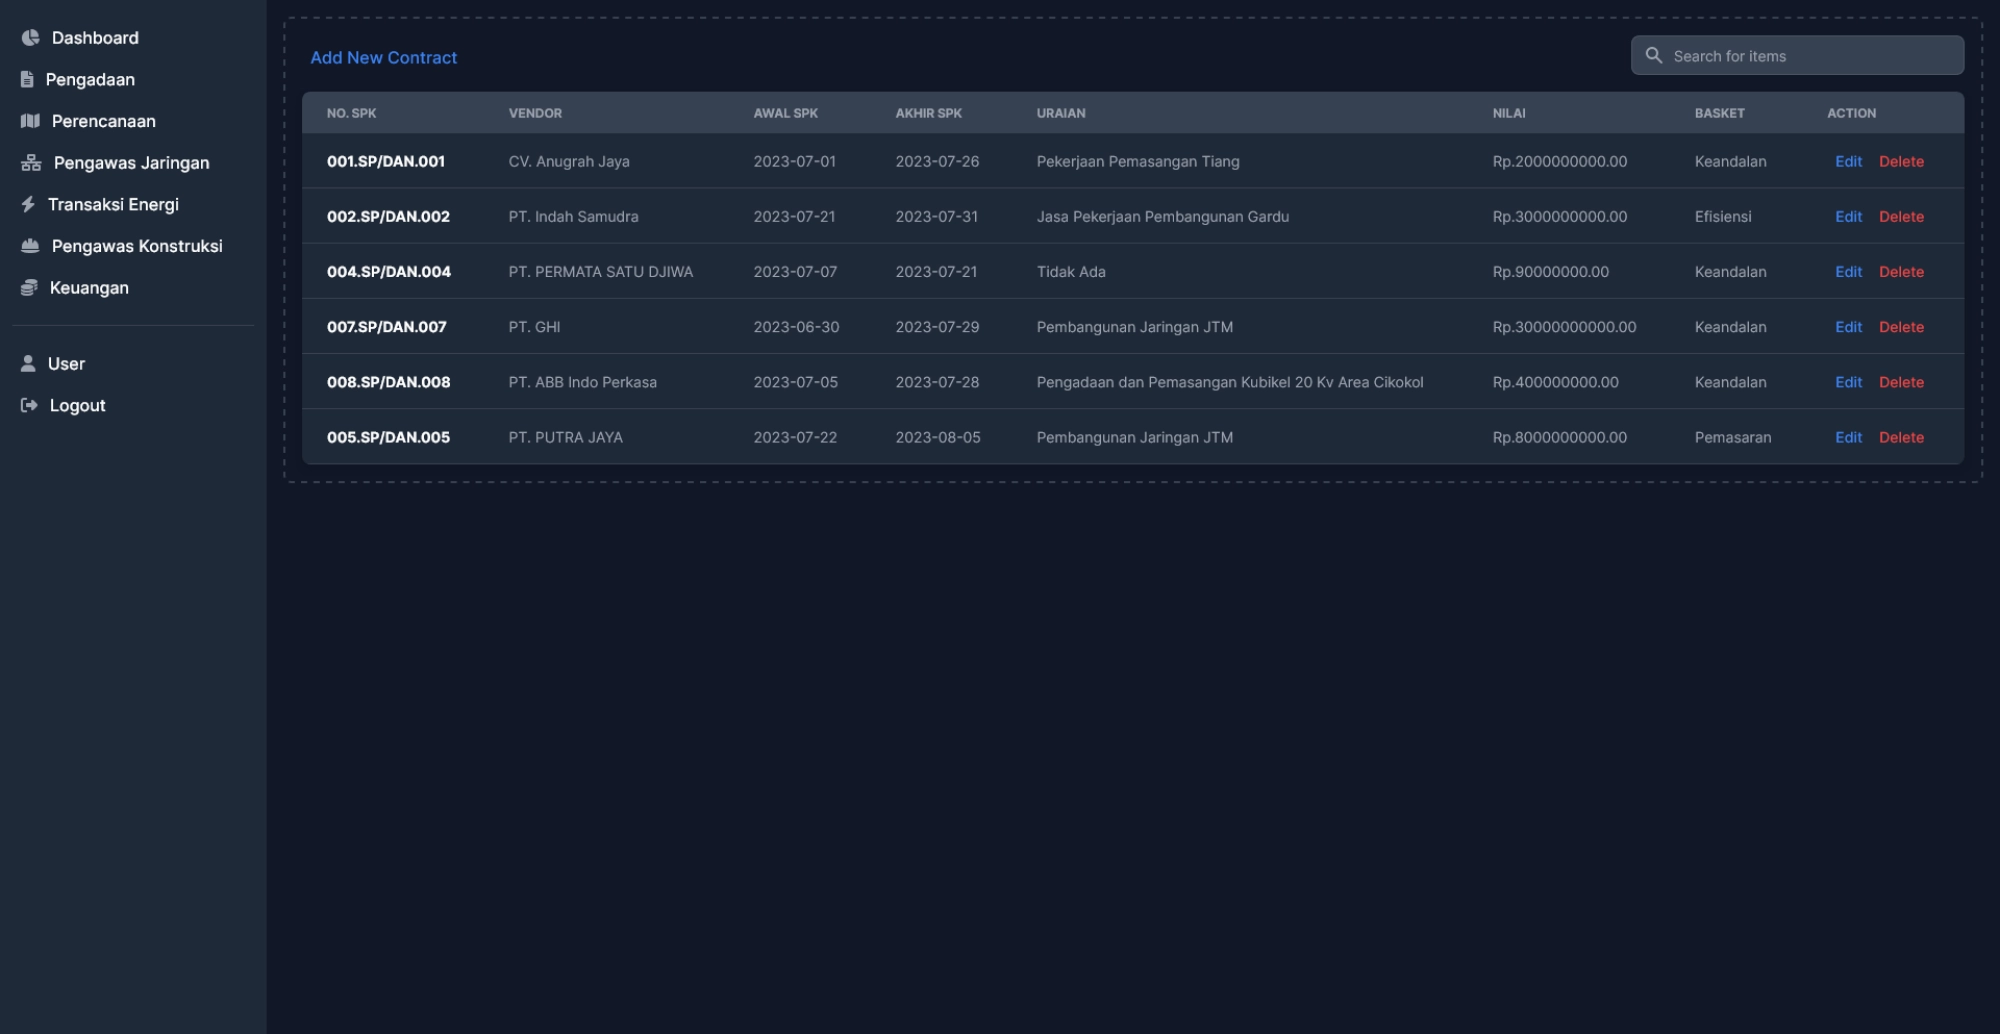 Dashboard
Pengadaan
Perencanaan
Pengawas Jaringan
Transaksi Energi
Pengawas Konstruksi
Keuangan
User
Logout
Add New Contract
Search for items
NO. SPK VENDOR AWAL SPK AKHIR SPK URAIAN NILAI BASKET ACTION
001.SP/DAN.001 CV. Anugrah Jaya 2023-07-01 2023-07-26 Pekerjaan Pemasangan Tiang Rp.2000000000.00 Keandalan Edit Delete
002.SP/DAN.002 PT. Indah Samudra 2023-07-21 2023-07-31 Jasa Pekerjaan Pembangunan Gardu Rp.3000000000.00 Efisiensi Edit Delete
004.SP/DAN.004 PT. PERMATA SATU DJIWA 2023-07-07 2023-07-21 Tidak Ada Rp.90000000.00 Keandalan Edit Delete
007.SP/DAN.007 PT. GHI 2023-06-30 2023-07-29 Pembangunan Jaringan JTM Rp.30000000000.00 Keandalan Edit Delete
008.SP/DAN.008 PT. ABB Indo Perkasa 2023-07-05 2023-07-28 Pengadaan dan Pemasangan Kubikel 20 Kv Area Cikokol Rp.400000000.00 Keandalan Edit Delete
005.SP/DAN.005 PT. PUTRA JAYA 2023-07-22 2023-08-05 Pembangunan Jaringan JTM Rp.8000000000.00 Pemasaran Edit Delete